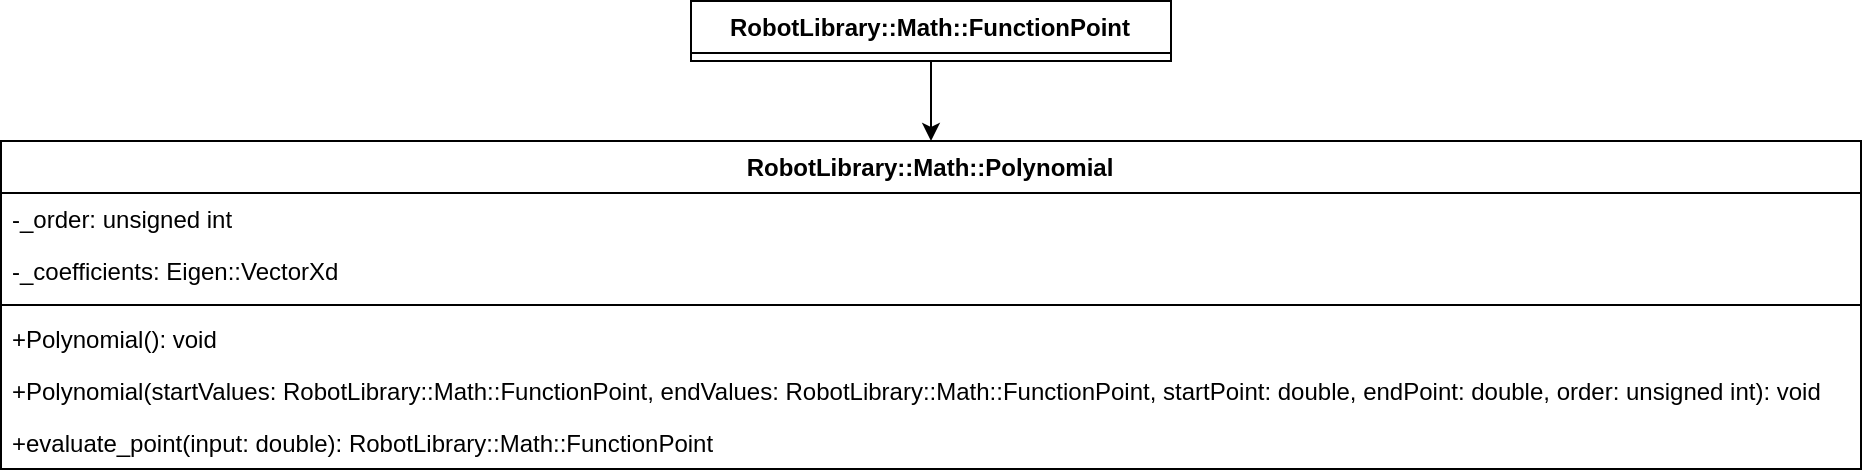 RobotLibrary::Math::FunctionPoint
RobotLibrary::Math::Polynomial
-_order: unsigned int
-_coefficients: Eigen::VectorXd
+Polynomial(): void
+Polynomial(startValues: RobotLibrary::Math::FunctionPoint, endValues: RobotLibrary::Math::FunctionPoint, startPoint: double, endPoint: double, order: unsigned int): void
+evaluate_point(input: double): RobotLibrary::Math::FunctionPoint